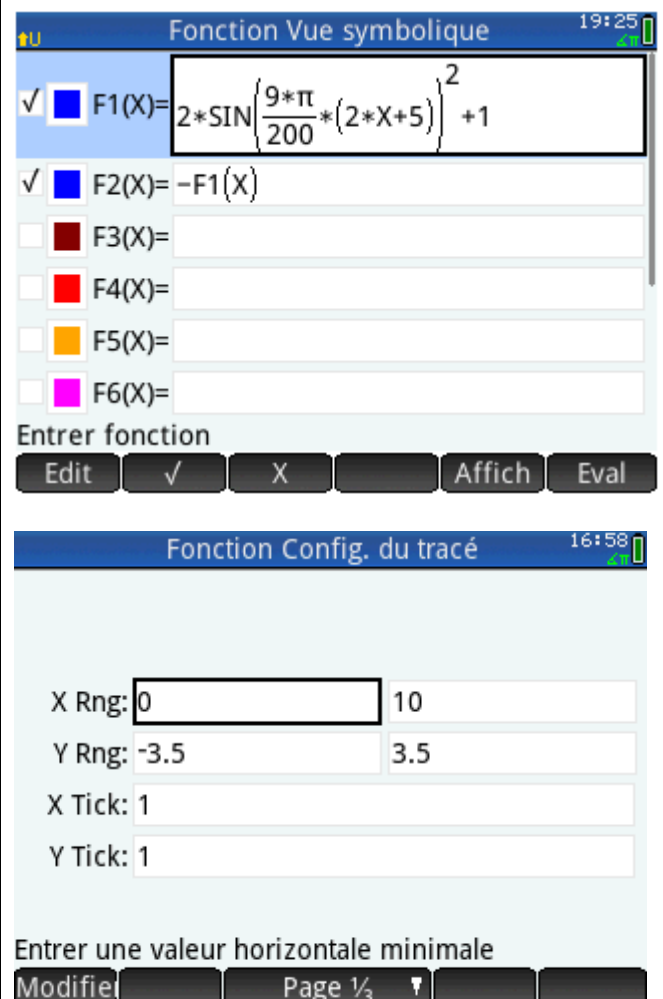 Fonction Vue symbolique 19:25
U ∡π
√ F1(X)= 2*SIN(9*π/200*(2*X+5))²+1
√ F2(X)= -F1(X)
F3(X)=
F4(X)=
F5(X)=
F6(X)=
Entrer fonction
Edit √ X Affich Eval
Fonction Config. du tracé 16:58
∡π
X Rng: 0 10
Y Rng: -3.5 3.5
X Tick: 1
Y Tick: 1
Entrer une valeur horizontale minimale
Modifier Page ⅓